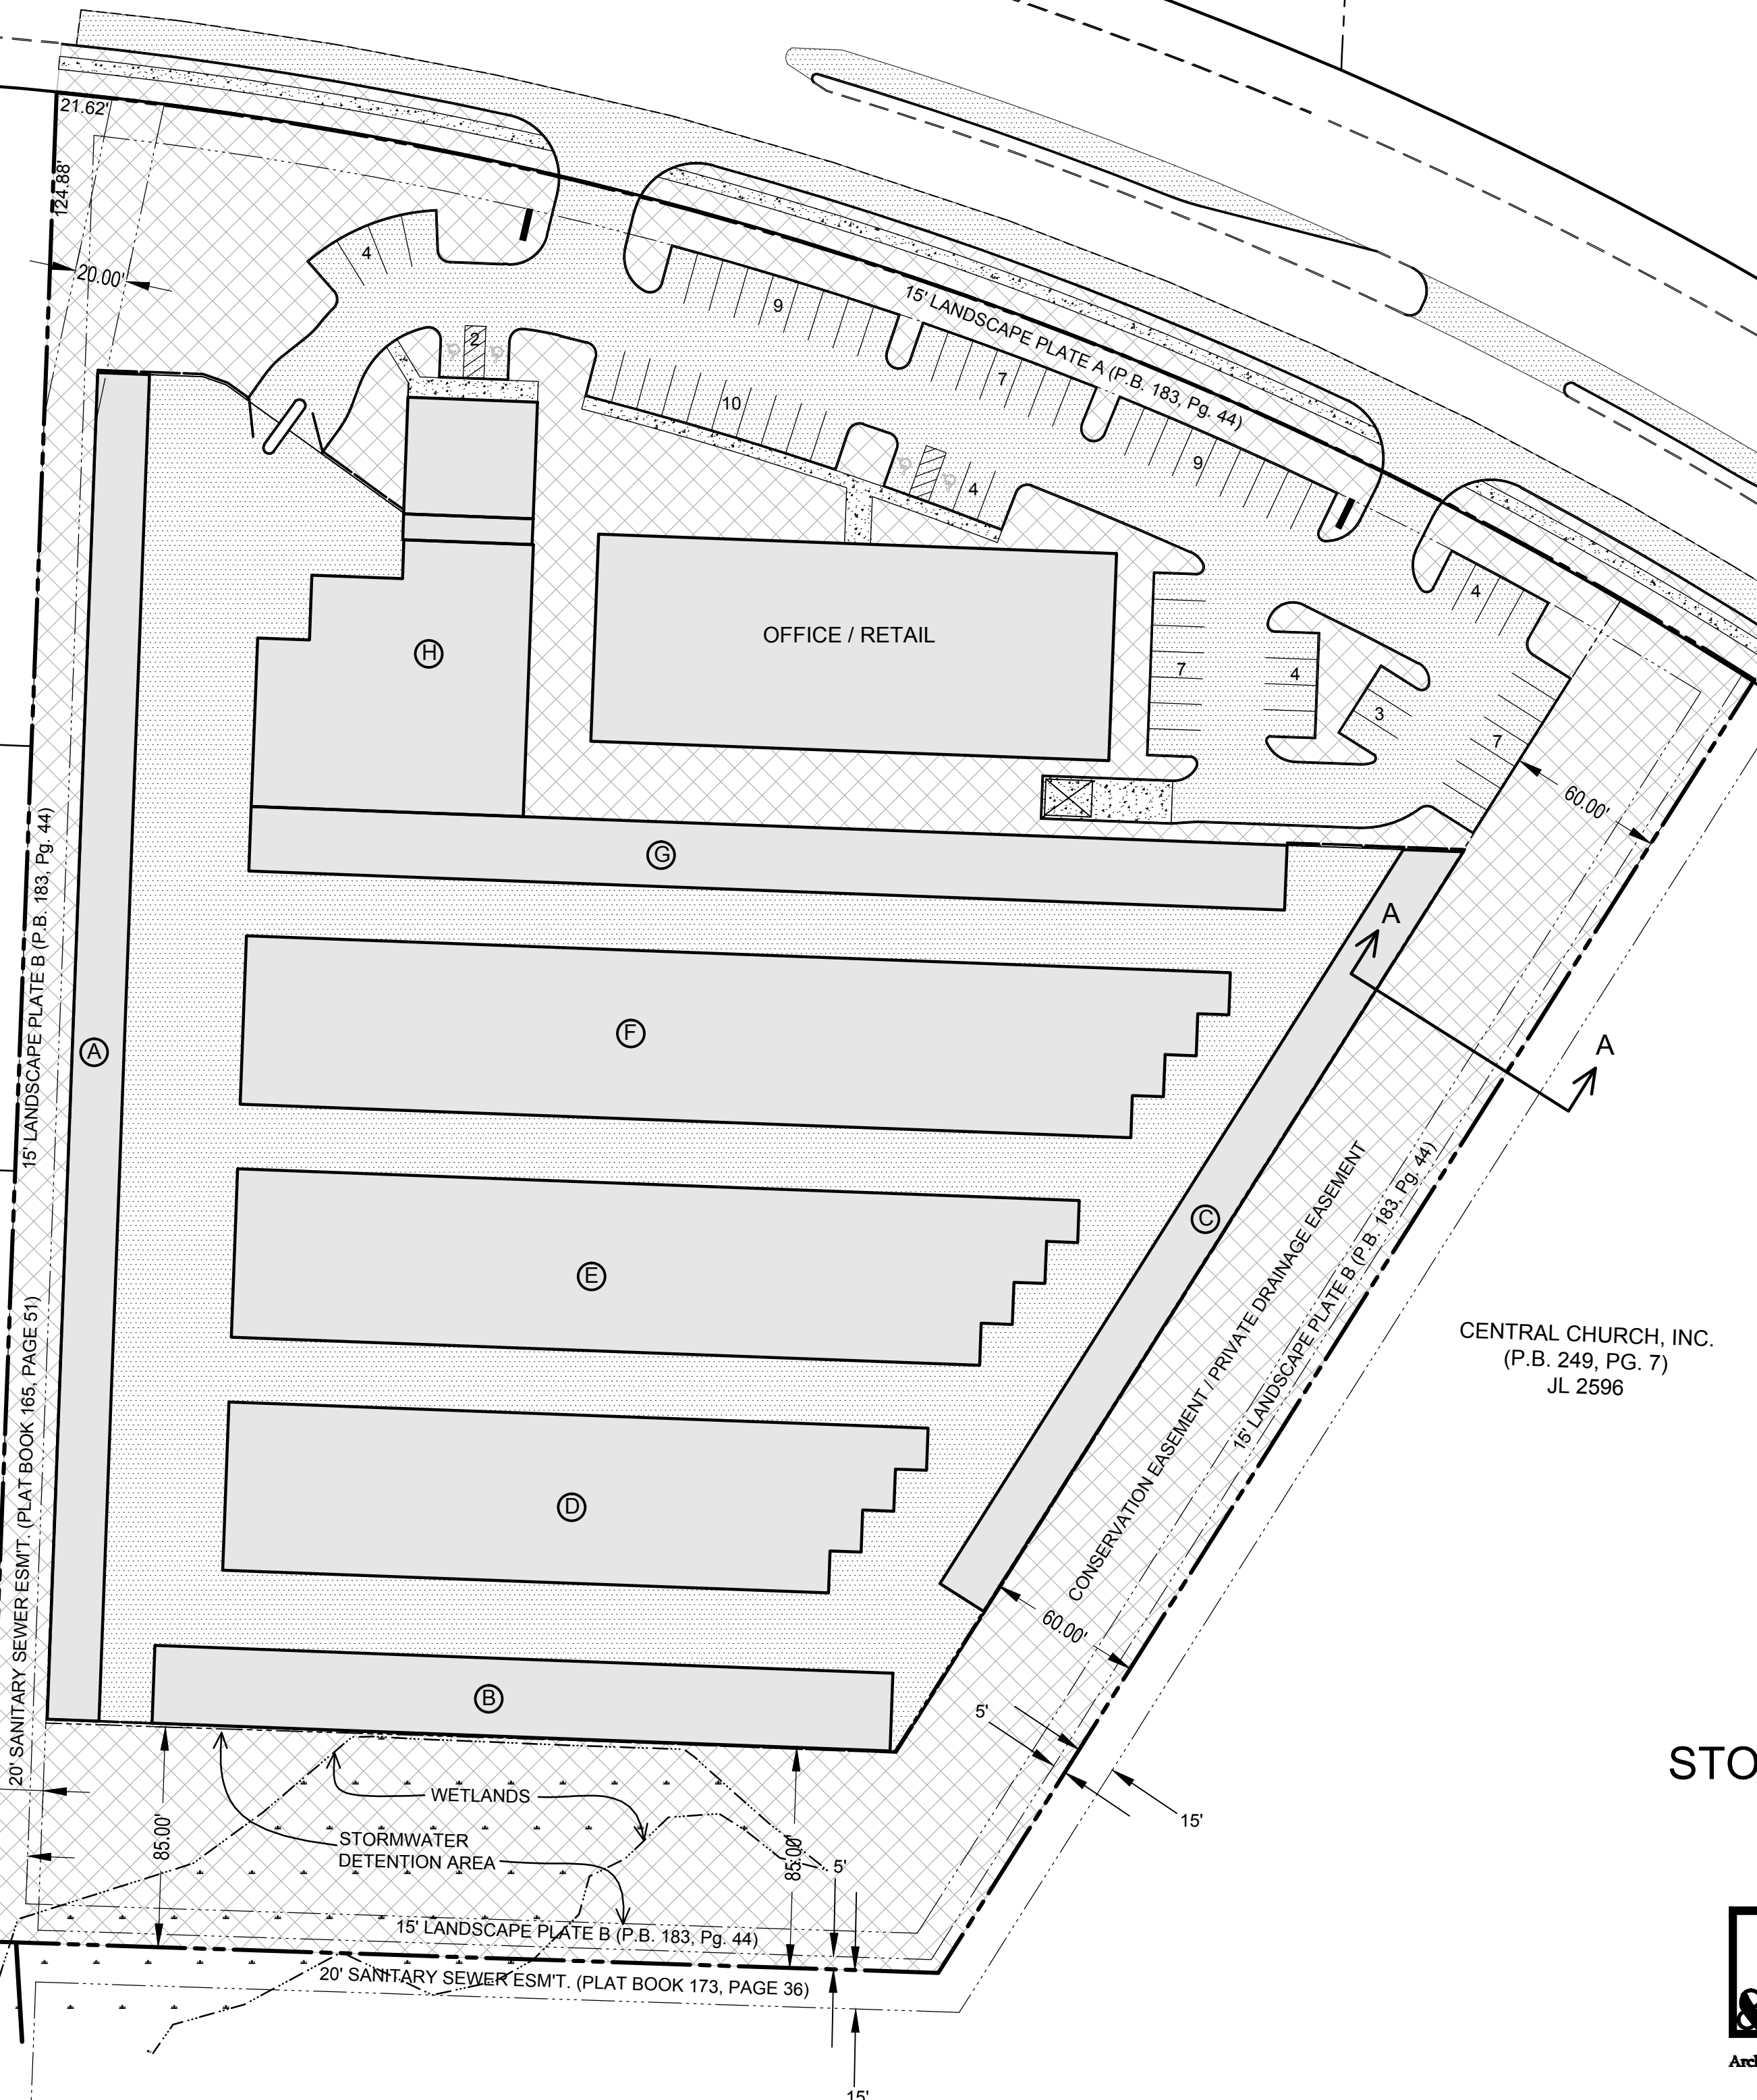 21.62'
124.88'
20.00'
4
2
9
15' LANDSCAPE PLATE A (P.B. 183, Pg. 44)
7
10
9
4
4
OFFICE / RETAIL
H
7
4
3
7
60.00'
G
A
A
15' LANDSCAPE PLATE B (P.B. 183, Pg. 44)
F
A
C
E
CONSERVATION EASEMENT / PRIVATE DRAINAGE EASEMENT
15' LANDSCAPE PLATE B (P.B. 183, Pg. 44)
CENTRAL CHURCH, INC.
(P.B. 249, PG. 7)
JL 2596
20' SANITARY SEWER ESM'T. (PLAT BOOK 165, PAGE 51)
D
60.00'
B
5'
15'
STO
WETLANDS
STORMWATER
DETENTION AREA
85.00'
85.00'
5'
15' LANDSCAPE PLATE B (P.B. 183, Pg. 44)
20' SANITARY SEWER ESM'T. (PLAT BOOK 173, PAGE 36)
&
Arch
15'